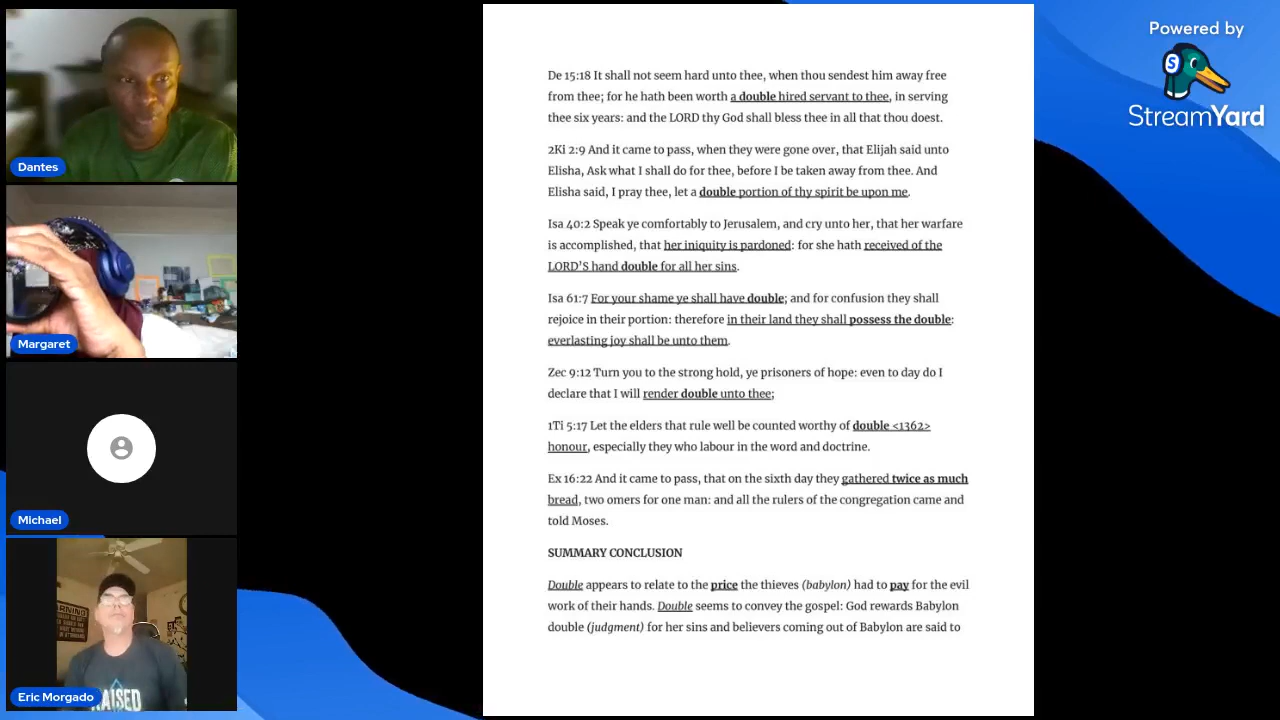 Dantes
Margaret
Michael
WARNING
RAISED
Eric Morgado
De 15:18 It shall not seem hard unto thee, when thou sendest him away free
from thee; for he hath been worth a double hired servant to thee, in serving
thee six years: and the LORD thy God shall bless thee in all that thou doest.
2Ki 2:9 And it came to pass, when they were gone over, that Elijah said unto
Elisha, Ask what I shall do for thee, before I be taken away from thee. And
Elisha said, I pray thee, let a double portion of thy spirit be upon me.
Isa 40:2 Speak ye comfortably to Jerusalem, and cry unto her, that her warfare
is accomplished, that her iniquity is pardoned: for she hath received of the
LORD'S hand double for all her sins.
Isa 61:7 For your shame ye shall have double; and for confusion they shall
rejoice in their portion: therefore in their land they shall possess the double:
everlasting joy shall be unto them.
Zec 9:12 Turn you to the strong hold, ye prisoners of hope: even to day do I
declare that I will render double unto thee;
1Ti 5:17 Let the elders that rule well be counted worthy of double <1362>
honour, especially they who labour in the word and doctrine.
Ex 16:22 And it came to pass, that on the sixth day they gathered twice as much
bread, two omers for one man: and all the rulers of the congregation came and
told Moses.
SUMMARY CONCLUSION
Double appears to relate to the price the thieves (babylon) had to pay for the evil
work of their hands. Double seems to convey the gospel: God rewards Babylon
double (judgment) for her sins and believers coming out of Babylon are said to
Powered by
S
StreamYard